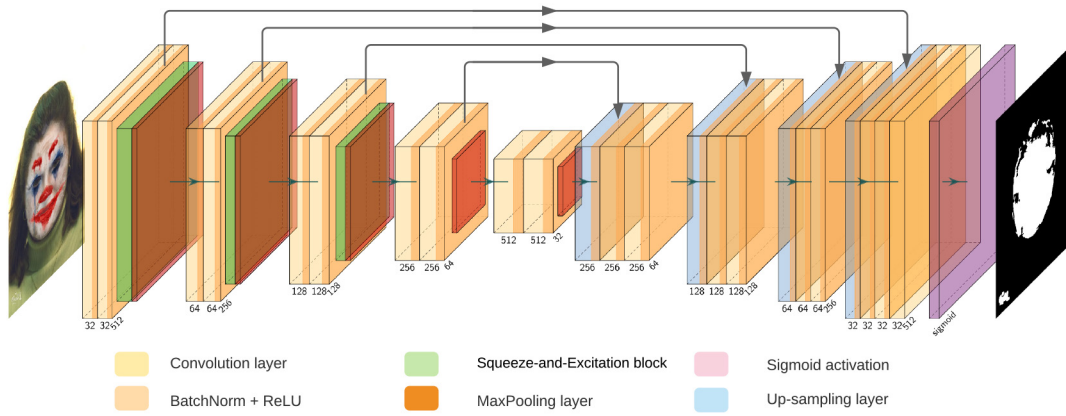 32 32 512
64 64 256
128 128 128
256 256 64
512 512 32
256 256 256 64
128 128 128 128
64 64 64 256
32 32 32 32 512
sigmoid
Convolution layer
Squeeze-and-Excitation block
Sigmoid activation
BatchNorm + ReLU
MaxPooling layer
Up-sampling layer